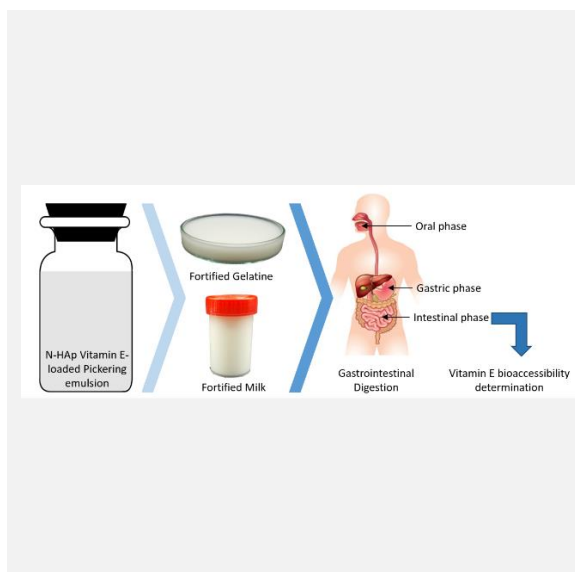 N-HAp Vitamin E-
loaded Pickering
emulsion
Fortified Gelatine
Fortified Milk
Oral phase
Gastric phase
Intestinal phase
Gastrointestinal
Digestion
Vitamin E bioaccessibility
determination